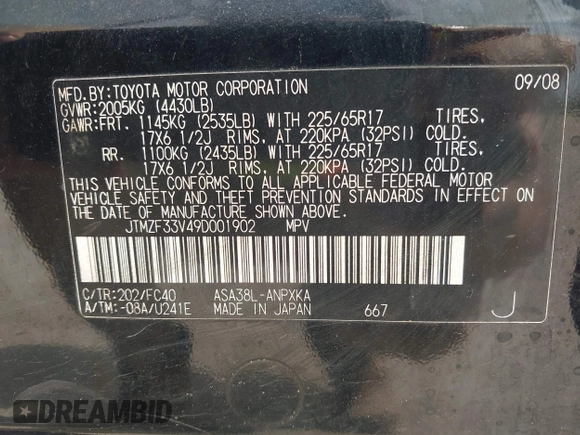 MFD.BY:TOYOTA MOTOR CORPORATION 09/08
GVWR:2005KG (4430LB)
GAWR:FRT. 1145KG (2535LB) WITH 225/65R17 TIRES,
17X6 1/2J RIMS, AT 220KPA (32PSI) COLD.
RR. 1100KG (2435LB) WITH 225/65R17 TIRES,
17X6 1/2J RIMS, AT 220KPA (32PSI) COLD.
THIS VEHICLE CONFORMS TO ALL APPLICABLE FEDERAL MOTOR
VEHICLE SAFETY AND THEFT PREVENTION STANDARDS IN EFFECT ON
THE DATE OF MANUFACTURE SHOWN ABOVE.
JTMZF33V49D001902 MPV
C/TR:202/FC40 ASA38L-ANPXKA
A/TM:-08A/U241E MADE IN JAPAN 667 J
DREAMBID